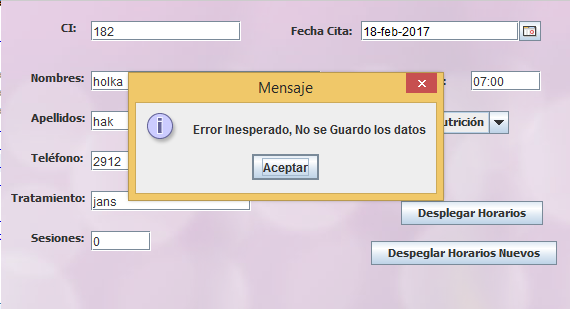 CI: 182 Fecha Cita: 18-feb-2017
Nombres: holka : 07:00
Mensaje
Error Inesperado, No se Guardo los datos
Apellidos: hak utrición
Teléfono: 2912
Aceptar
Tratamiento: jans
Desplegar Horarios
Sesiones: 0
Despeglar Horarios Nuevos